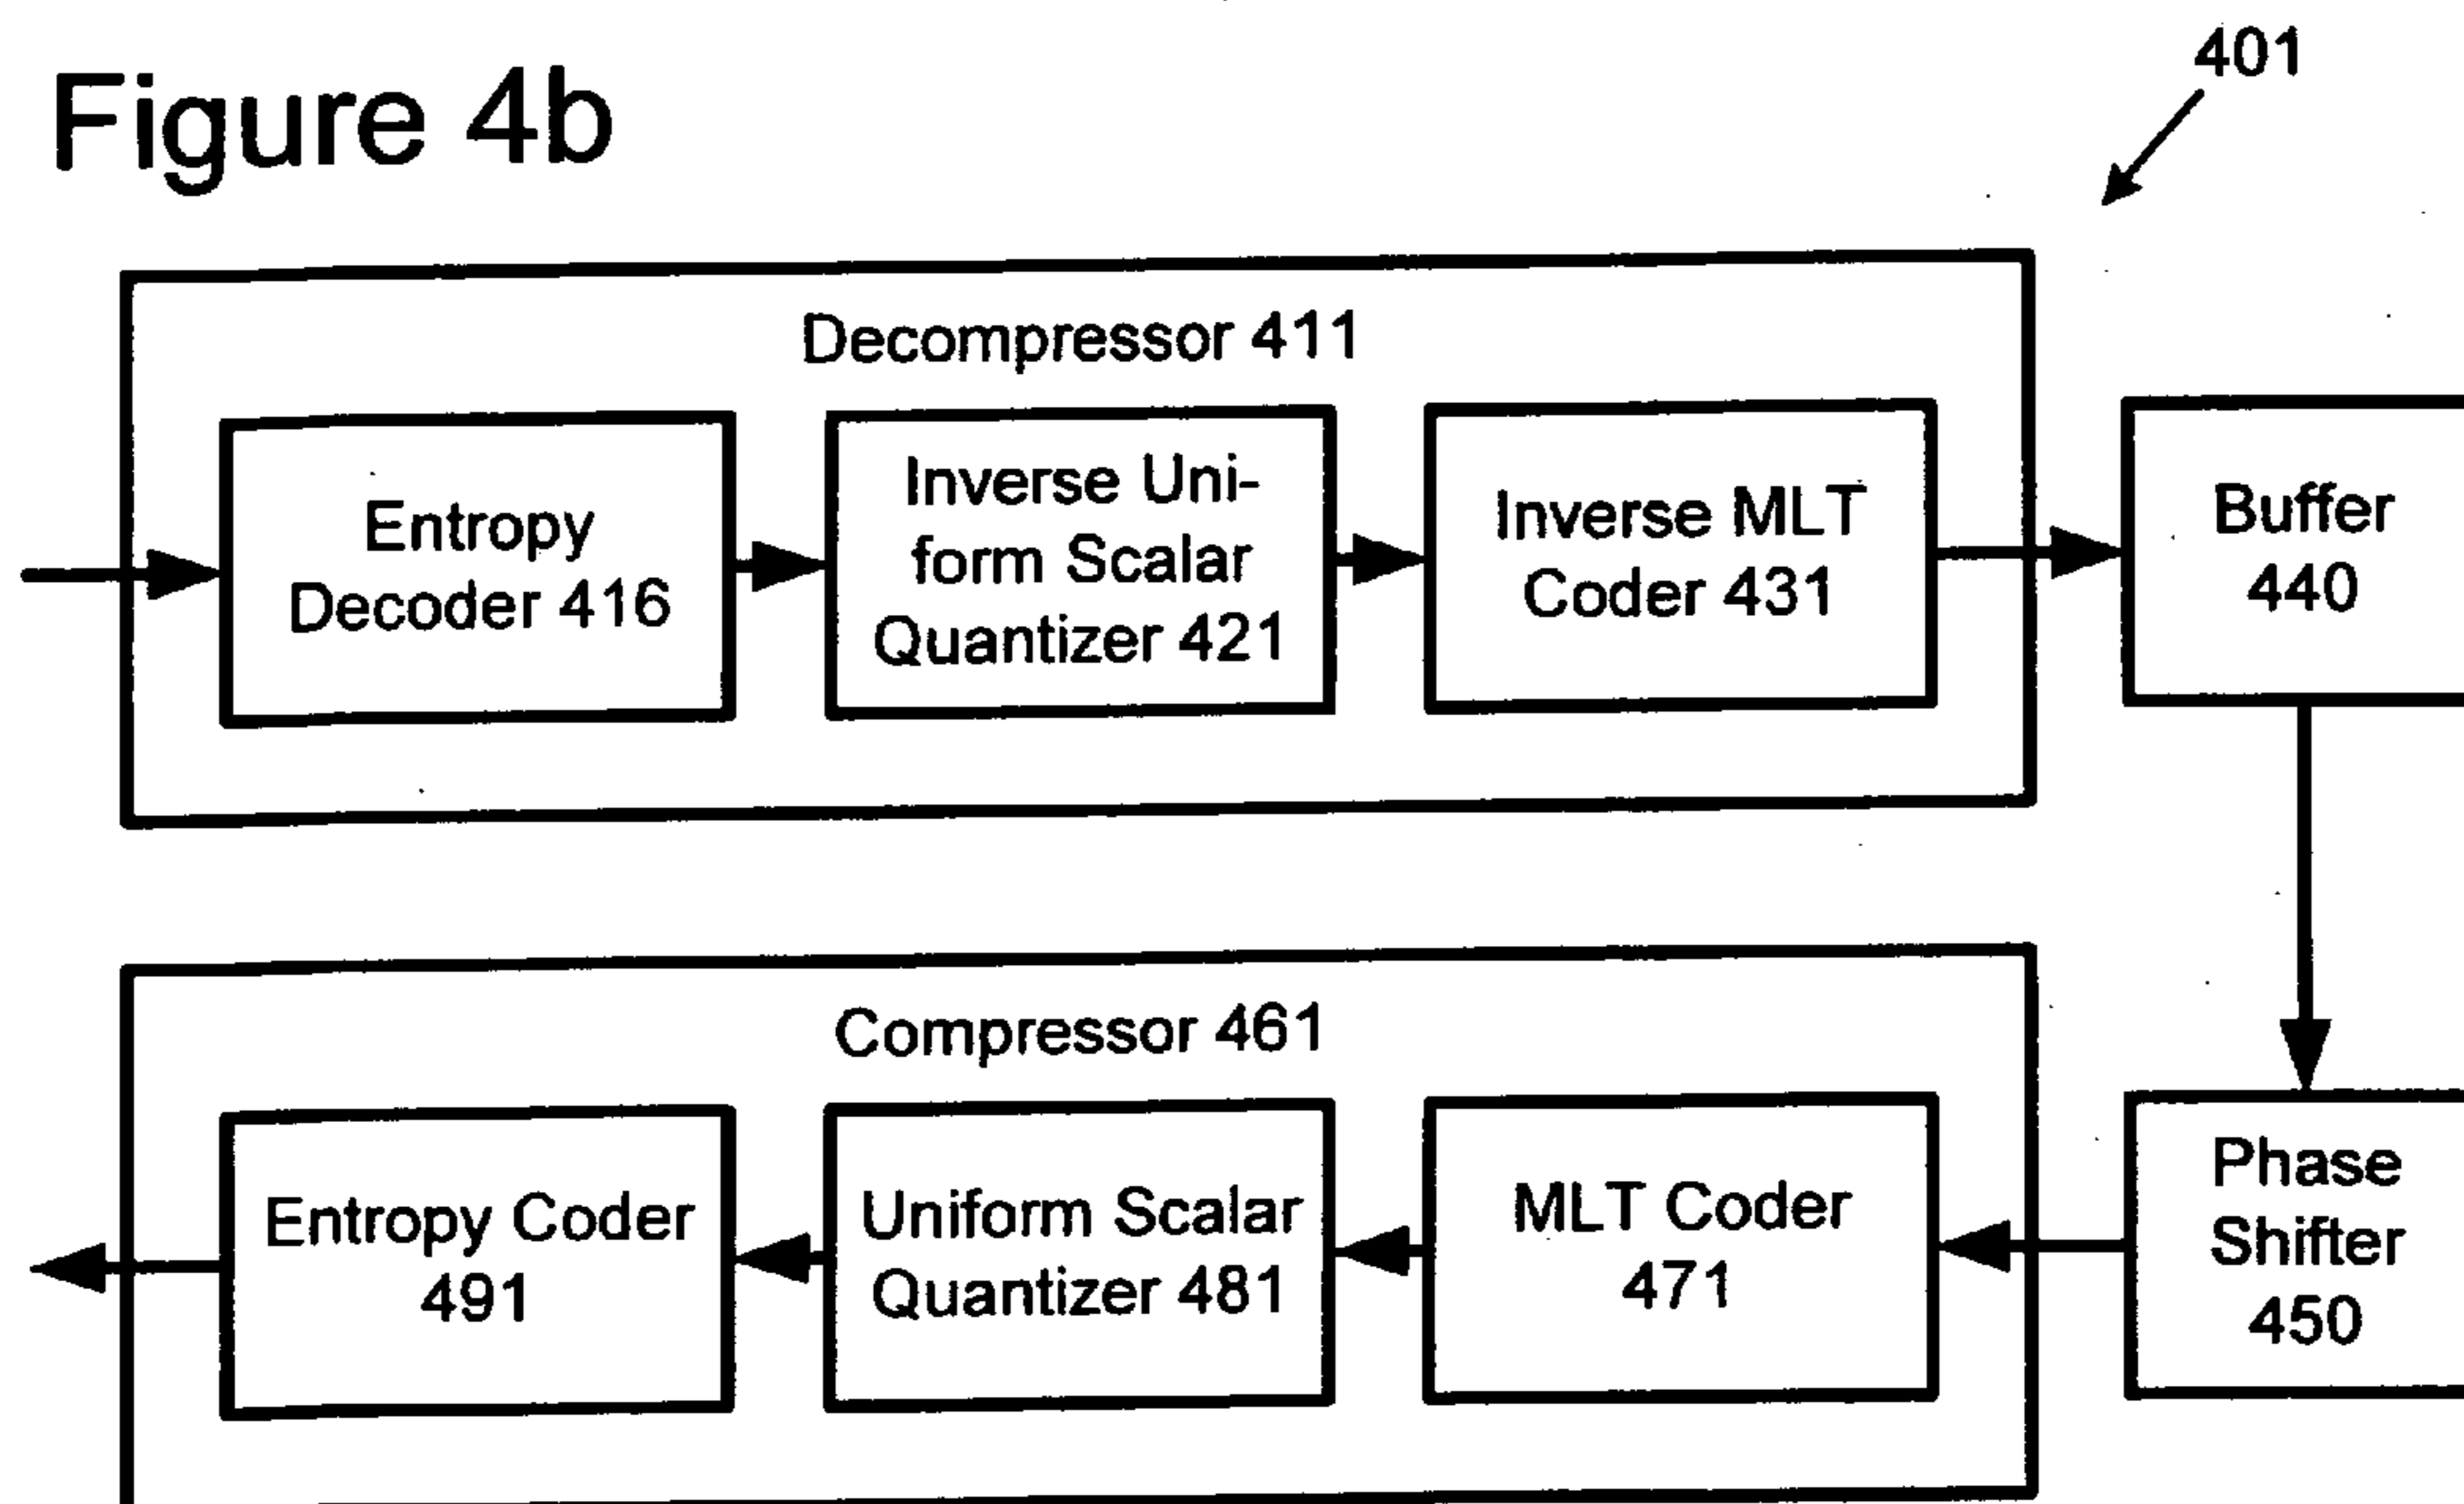 Figure 4b
401
Decompressor 411
Entropy
Decoder 416
Inverse Uni-
form Scalar
Quantizer 421
Inverse MLT
Coder 431
Buffer
440
Compressor 461
Entropy Coder
491
Uniform Scalar
Quantizer 481
MLT Coder
471
Phase
Shifter
450